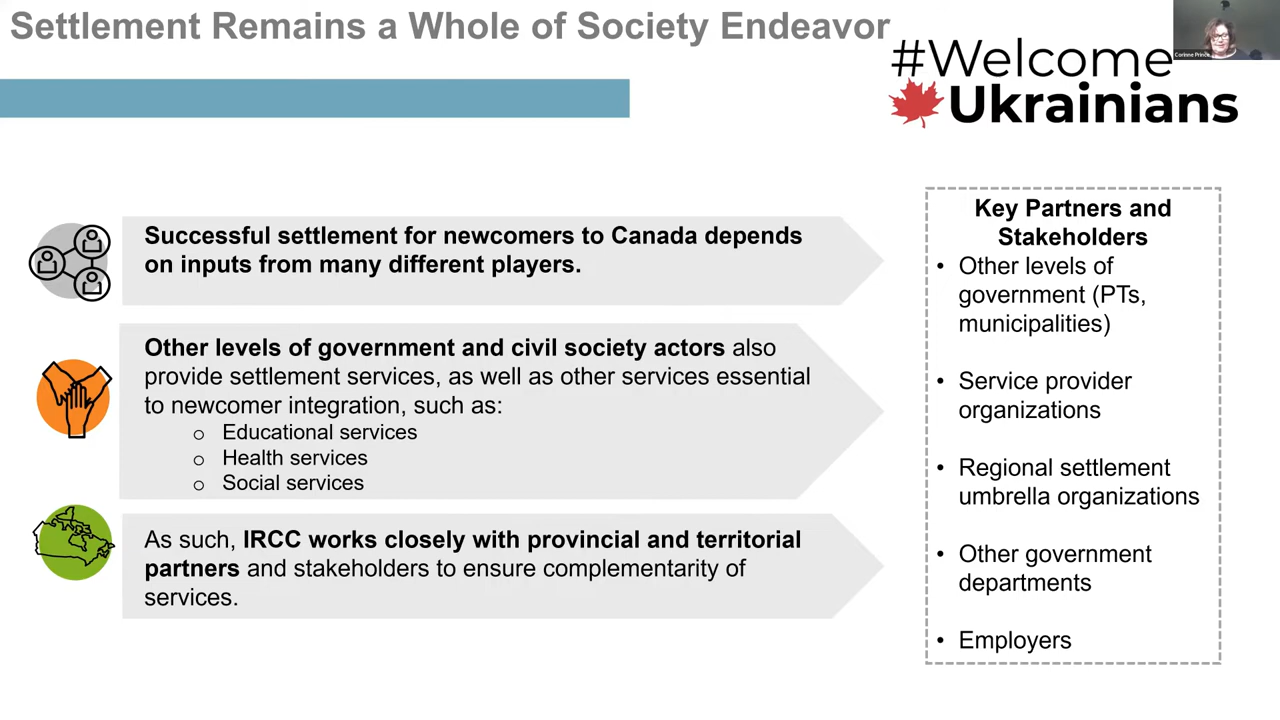 Settlement Remains a Whole of Society Endeavor
#Welcome
Ukrainians
Corinne Prince
Successful settlement for newcomers to Canada depends
on inputs from many different players.
Other levels of government and civil society actors also
provide settlement services, as well as other services essential
to newcomer integration, such as:
o Educational services
o Health services
o Social services
As such, IRCC works closely with provincial and territorial
partners and stakeholders to ensure complementarity of
services.
Key Partners and
Stakeholders
• Other levels of
government (PTs,
municipalities)
• Service provider
organizations
• Regional settlement
umbrella organizations
• Other government
departments
• Employers